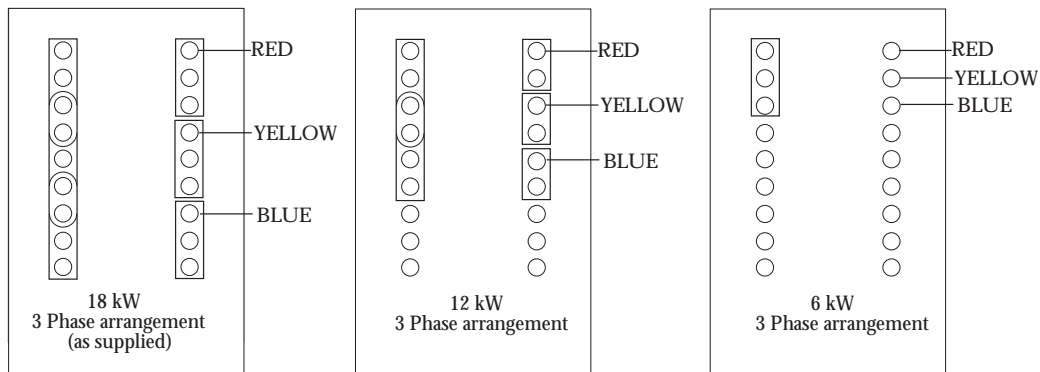 RED
YELLOW
BLUE
18 kW
3 Phase arrangement
(as supplied)
RED
YELLOW
BLUE
12 kW
3 Phase arrangement
RED
YELLOW
BLUE
6 kW
3 Phase arrangement